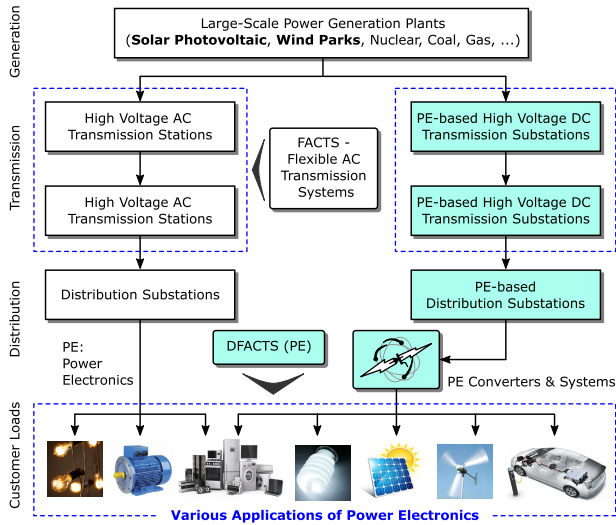 Generation
Large-Scale Power Generation Plants
(Solar Photovoltaic, Wind Parks, Nuclear, Coal, Gas, ...)
Transmission
High Voltage AC
Transmission Stations
High Voltage AC
Transmission Stations
FACTS -
Flexible AC
Transmission
Systems
PE-based High Voltage DC
Transmission Substations
PE-based High Voltage DC
Transmission Substations
Distribution
Distribution Substations
PE-based
Distribution Substations
PE:
Power
Electronics
DFACTS (PE)
PE Converters & Systems
Customer Loads
Various Applications of Power Electronics